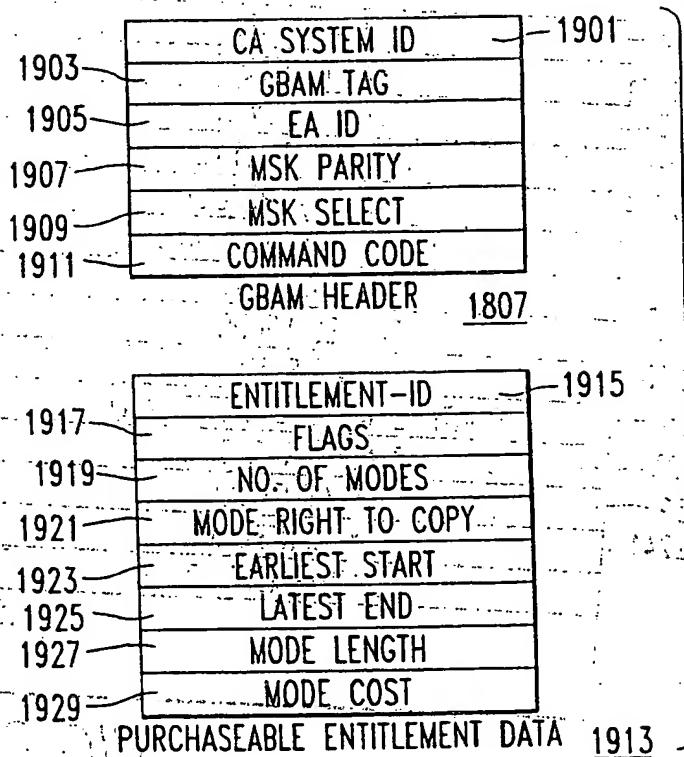 CA SYSTEM ID 1901
1903 GBAM TAG
1905 EA ID
1907 MSK PARITY
1909 MSK SELECT
1911 COMMAND CODE
GBAM HEADER 1807
ENTITLEMENT-ID 1915
1917 FLAGS
1919 NO. OF MODES
1921 MODE RIGHT TO COPY
1923 EARLIEST START
1925 LATEST END
1927 MODE LENGTH
1929 MODE COST
PURCHASEABLE ENTITLEMENT DATA 1913